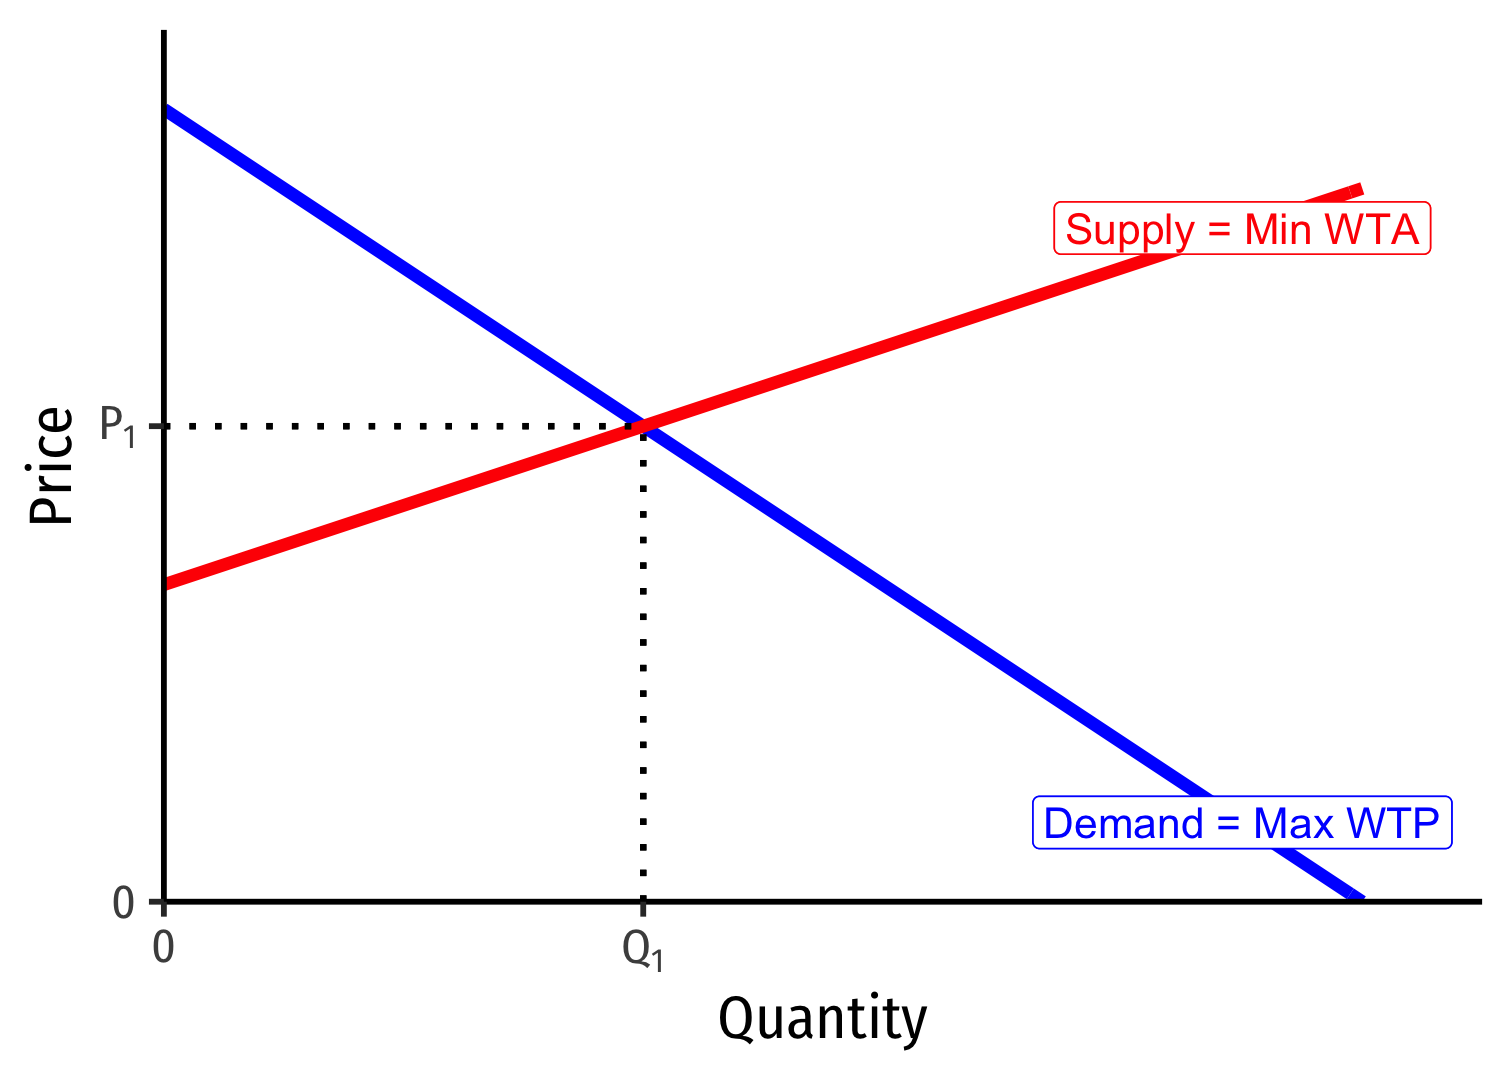 Supply = Min WTA
Price
P₁
Demand = Max WTP
0
0
Q₁
Quantity